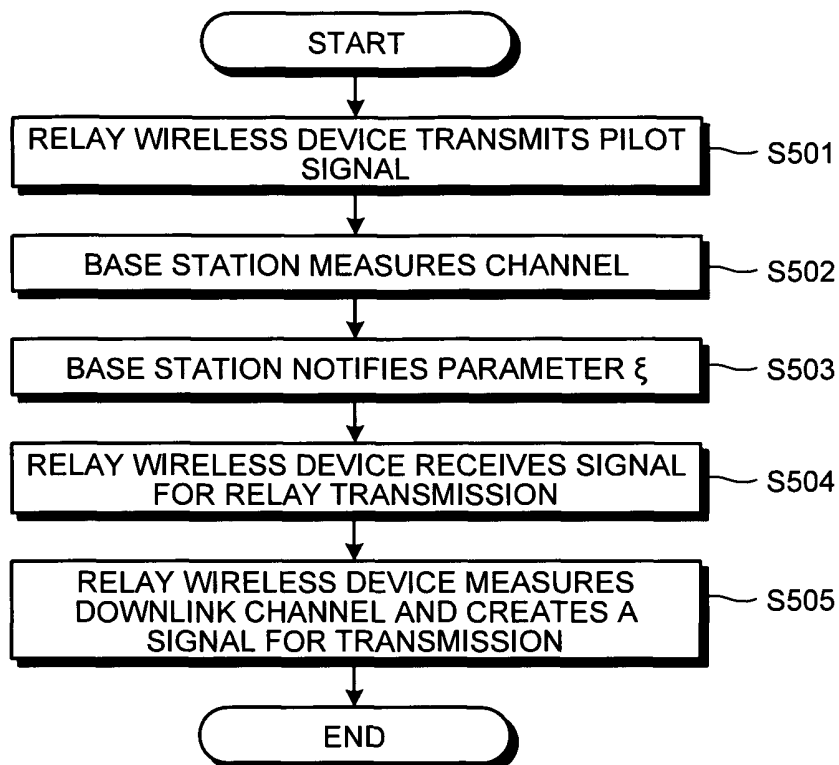 START
RELAY WIRELESS DEVICE TRANSMITS PILOT
SIGNAL
S501
BASE STATION MEASURES CHANNEL
S502
BASE STATION NOTIFIES PARAMETER ξ
S503
RELAY WIRELESS DEVICE RECEIVES SIGNAL
FOR RELAY TRANSMISSION
S504
RELAY WIRELESS DEVICE MEASURES
DOWNLINK CHANNEL AND CREATES A
SIGNAL FOR TRANSMISSION
S505
END